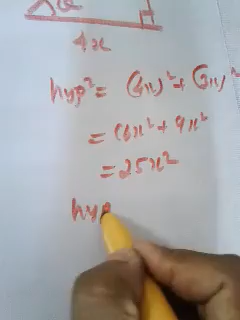 θ
4x
hyp² = (4x)² + (3x)²
= 16x² + 9x²
= 25x²
hyp